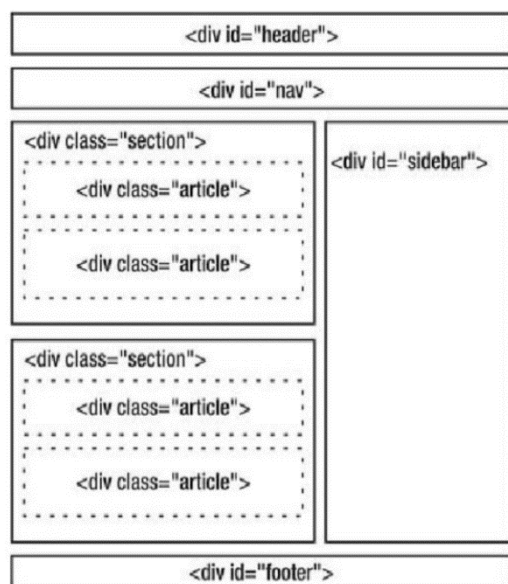 <div id="header">
<div id="nav">
<div class="section">
<div class="article">
<div class="article">
<div class="section">
<div class="article">
<div class="article">
<div id="sidebar">
<div id="footer">